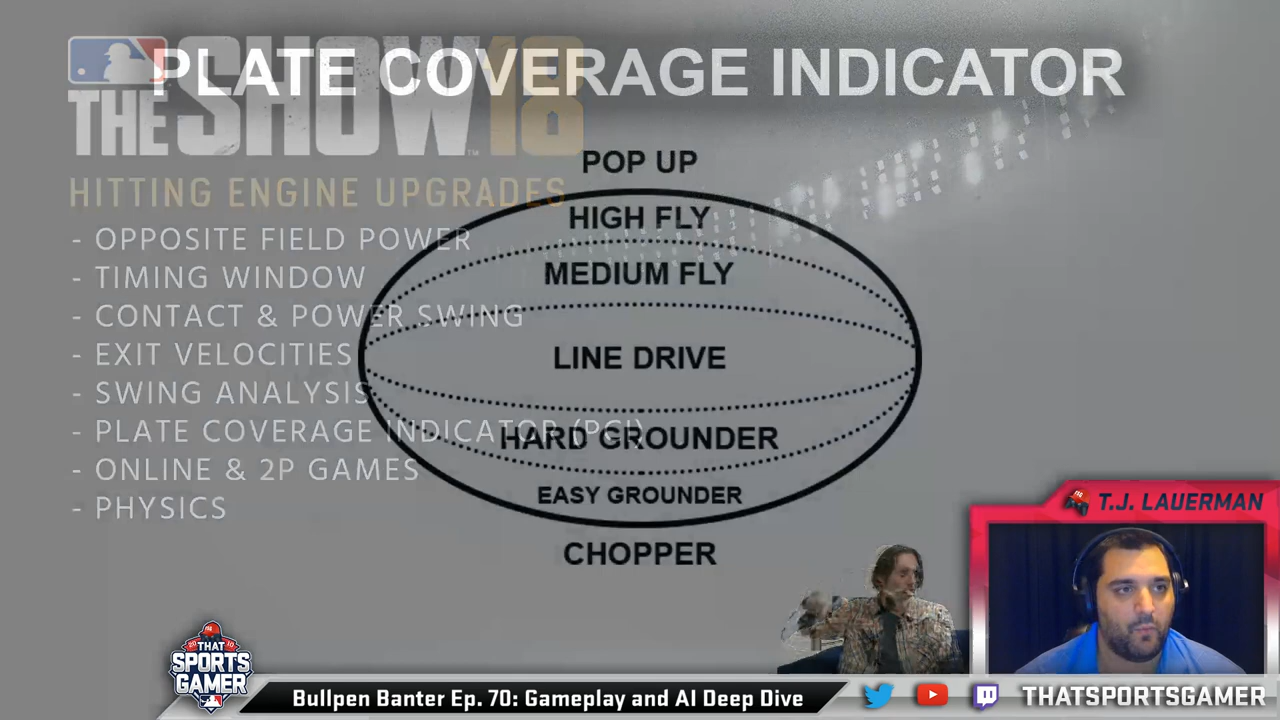 PLATE COVERAGE INDICATOR
THE SHOW 18
HITTING ENGINE UPGRADES
- OPPOSITE FIELD POWER
- TIMING WINDOW
- CONTACT & POWER SWING
- EXIT VELOCITIES
- SWING ANALYSIS
- PLATE COVERAGE INDICATOR (PCI)
- ONLINE & 2P GAMES
- PHYSICS
POP UP
HIGH FLY
MEDIUM FLY
LINE DRIVE
HARD GROUNDER
EASY GROUNDER
CHOPPER
T.J. LAUERMAN
THAT
SPORTS
GAMER
Bullpen Banter Ep. 70: Gameplay and AI Deep Dive
THATSPORTSGAMER